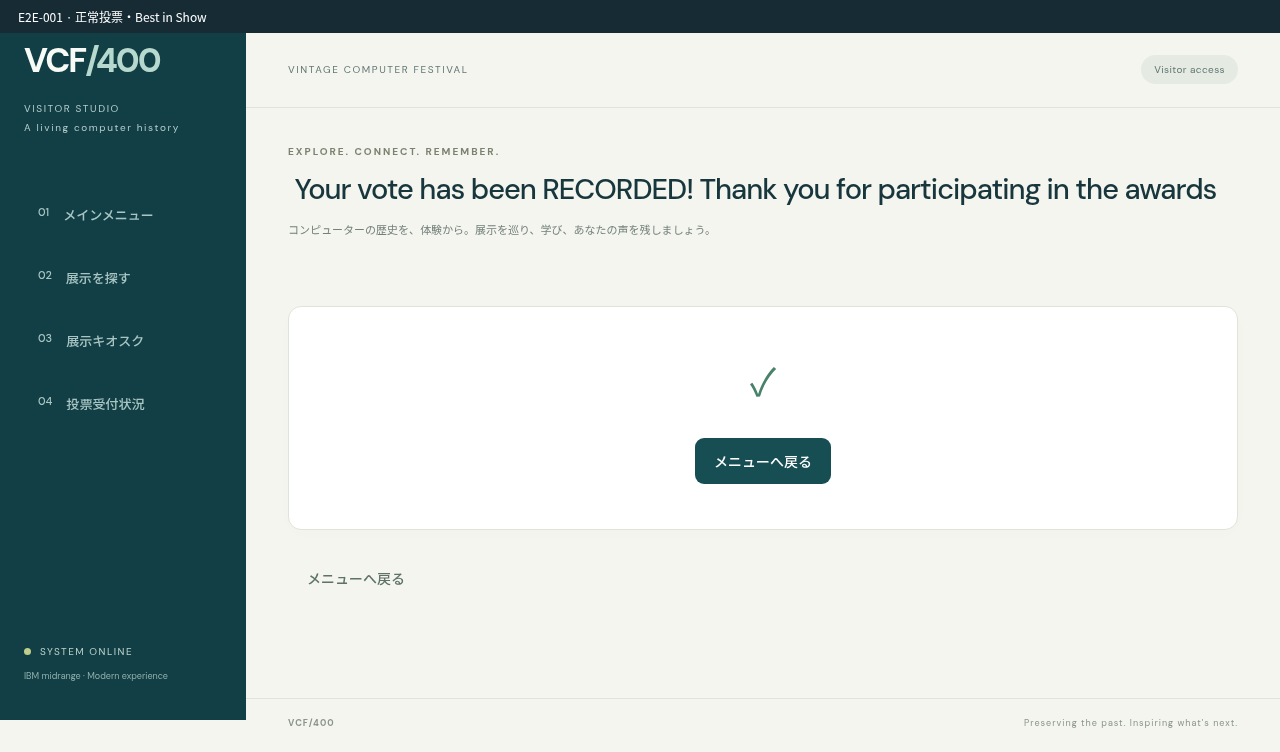 E2E-001 · 正常投票・Best in Show
VCF/400
VISITOR STUDIO
A living computer history
01 メインメニュー
02 展示を探す
03 展示キオスク
04 投票受付状況
SYSTEM ONLINE
IBM midrange · Modern experience
VINTAGE COMPUTER FESTIVAL
Visitor access
EXPLORE. CONNECT. REMEMBER.
Your vote has been RECORDED! Thank you for participating in the awards
コンピューターの歴史を、体験から。展示を巡り、学び、あなたの声を残しましょう。
✓
メニューへ戻る
メニューへ戻る
VCF/400
Preserving the past. Inspiring what's next.